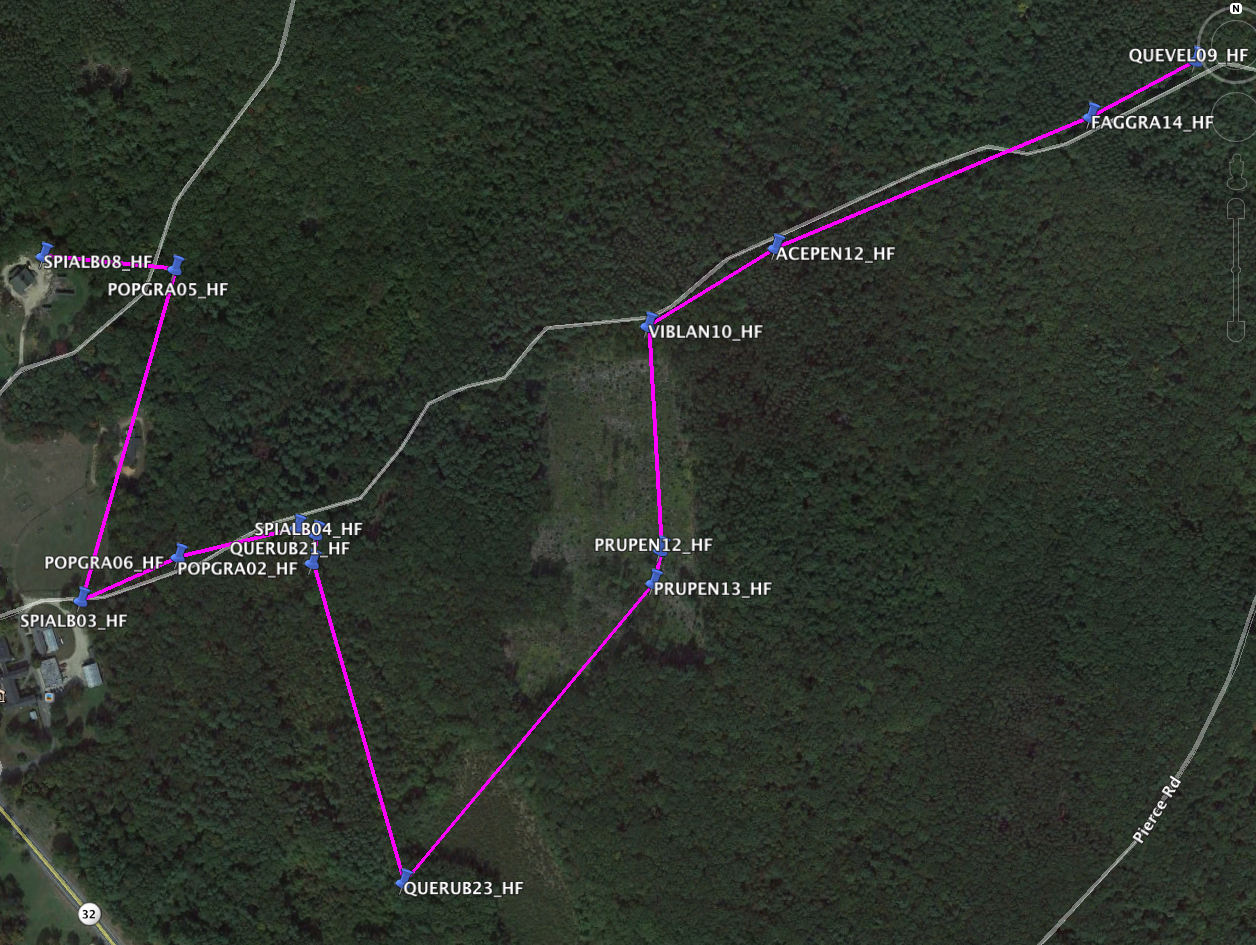 N
QUEVEL09_HF
FAGGRA14_HF
ACEPEN12_HF
SPIALB08_HF
POPGRA05_HF
VIBLAN10_HF
SPIALB04_HF
PRUPEN12_HF
QUERUB21_HF
POPGRA06_HF
POPGRA02_HF
PRUPEN13_HF
SPIALB03_HF
Pierce Rd
QUERUB23_HF
32